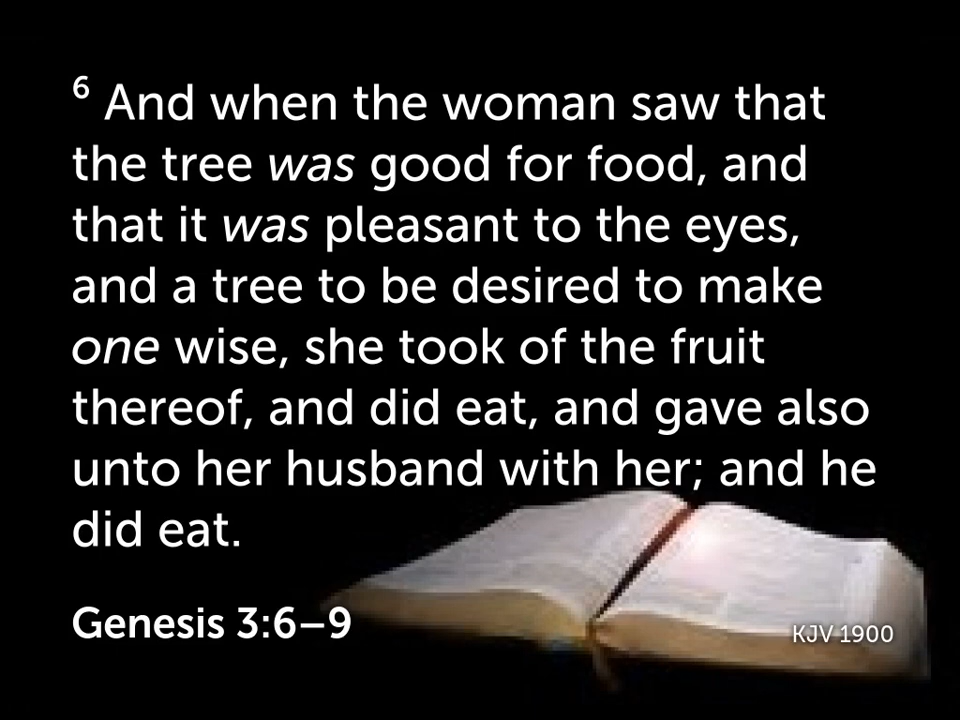 6 And when the woman saw that
the tree was good for food, and
that it was pleasant to the eyes,
and a tree to be desired to make
one wise, she took of the fruit
thereof, and did eat, and gave also
unto her husband with her; and he
did eat.
Genesis 3:6–9
KJV 1900